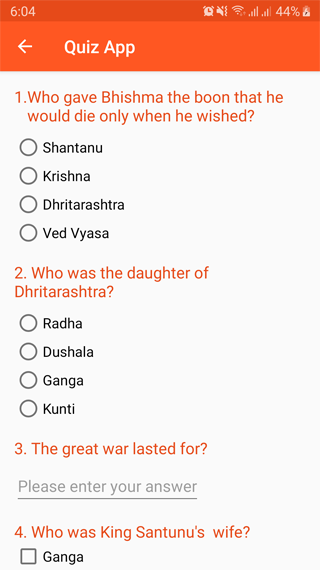 6:04 44%
Quiz App
1.Who gave Bhishma the boon that he
would die only when he wished?
Shantanu
Krishna
Dhritarashtra
Ved Vyasa
2. Who was the daughter of
Dhritarashtra?
Radha
Dushala
Ganga
Kunti
3. The great war lasted for?
Please enter your answer
4. Who was King Santunu's wife?
Ganga